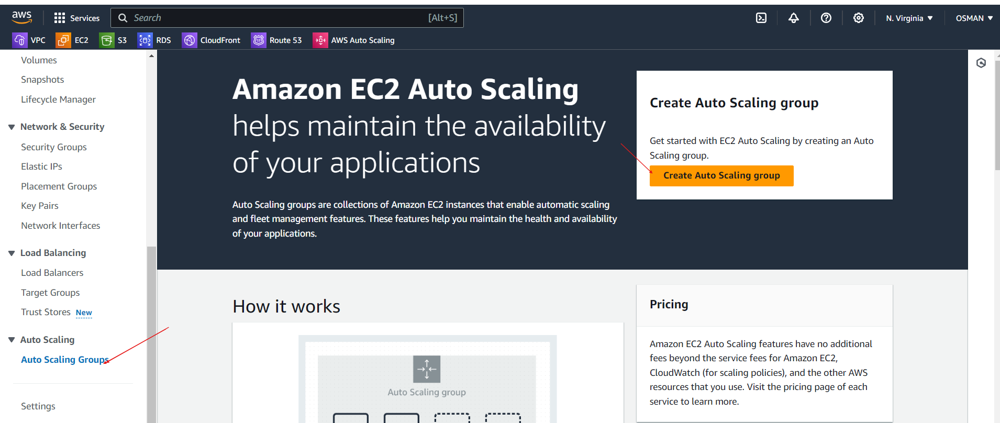 aws
Services
Search
[Alt+S]
N. Virginia
OSMAN
VPC
EC2
S3
RDS
CloudFront
53
Route 53
AWS Auto Scaling
Volumes
Snapshots
Lifecycle Manager
Network & Security
Security Groups
Elastic IPs
Placement Groups
Key Pairs
Network Interfaces
Load Balancing
Load Balancers
Target Groups
Trust Stores New
Auto Scaling
Auto Scaling Groups
Settings
Amazon EC2 Auto Scaling
helps maintain the availability
of your applications
Auto Scaling groups are collections of Amazon EC2 instances that enable automatic scaling
and fleet management features. These features help you maintain the health and availability
of your applications.
Create Auto Scaling group
Get started with EC2 Auto Scaling by creating an Auto
Scaling group.
Create Auto Scaling group
How it works
Auto Scaling group
Pricing
Amazon EC2 Auto Scaling features have no additional
fees beyond the service fees for Amazon EC2,
CloudWatch (for scaling policies), and the other AWS
resources that you use. Visit the pricing page of each
service to learn more.